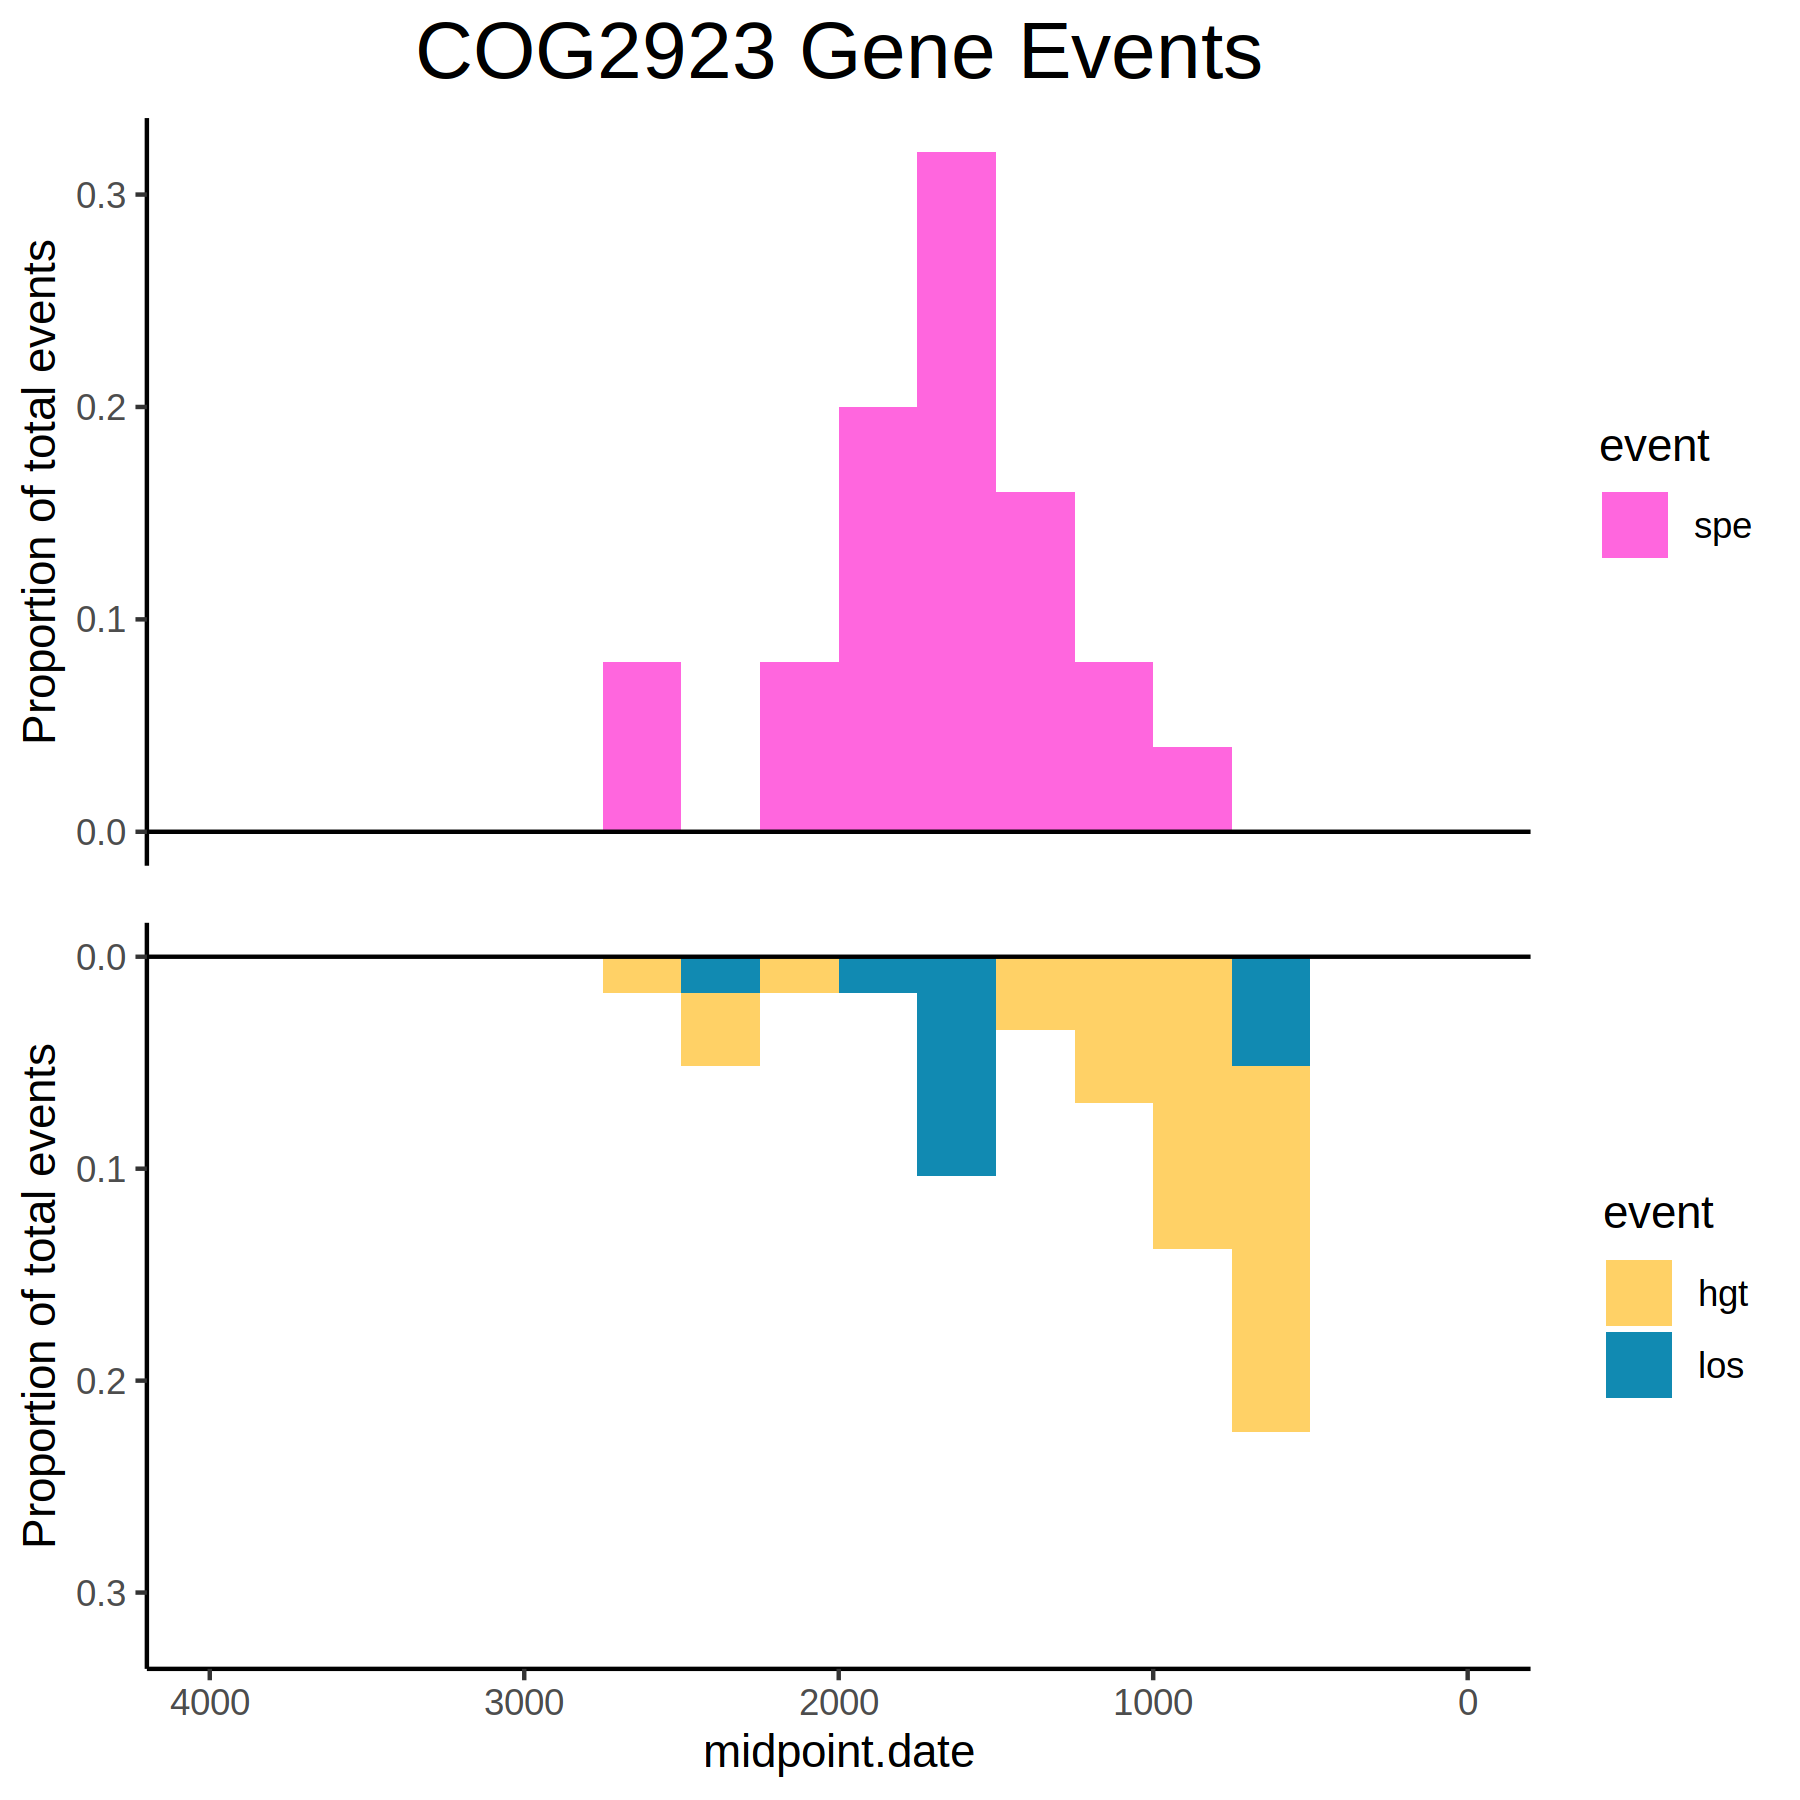 COG2923 Gene Events
Proportion of total events
0.3
0.2
0.1
0.0
event
spe
Proportion of total events
0.0
0.1
0.2
0.3
event
hgt
los
4000 3000 2000 1000 0
midpoint.date